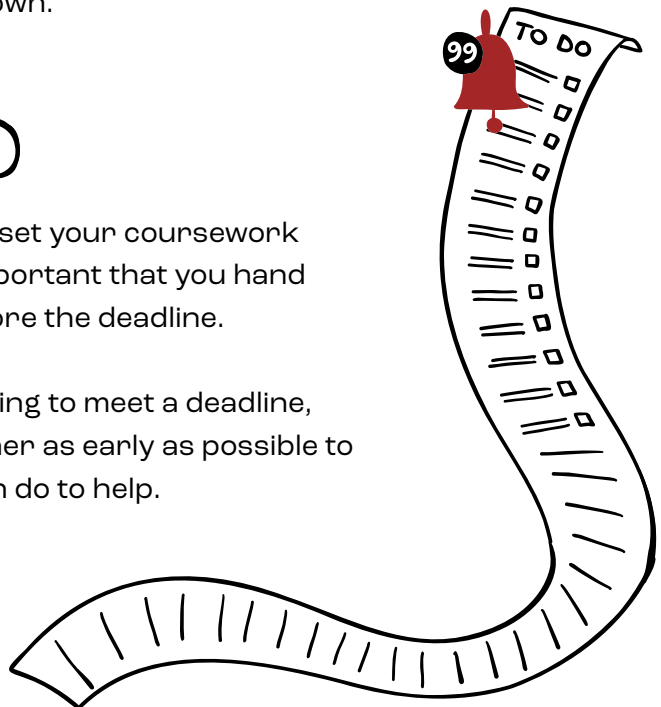 own.
set your coursework
portant that you hand
ore the deadline.
ing to meet a deadline,
er as early as possible to
do to help.
TO DO
99